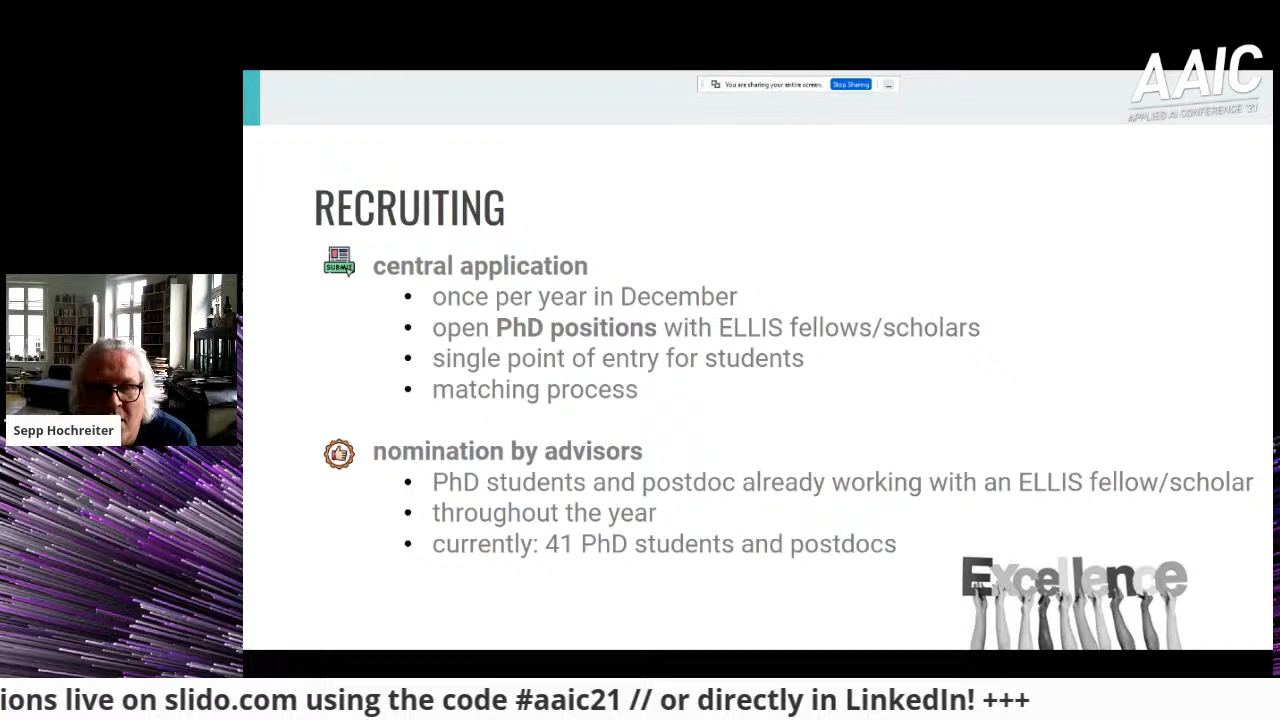 AAIC
APPLIED AI CONFERENCE '21
You are sharing your entire screen.
Stop Sharing
RECRUITING
SUBMIT
central application
• once per year in December
• open PhD positions with ELLIS fellows/scholars
• single point of entry for students
• matching process
Sepp Hochreiter
nomination by advisors
• PhD students and postdoc already working with an ELLIS fellow/scholar
• throughout the year
• currently: 41 PhD students and postdocs
Excellence
ions live on slido.com using the code #aaic21 // or directly in LinkedIn! +++